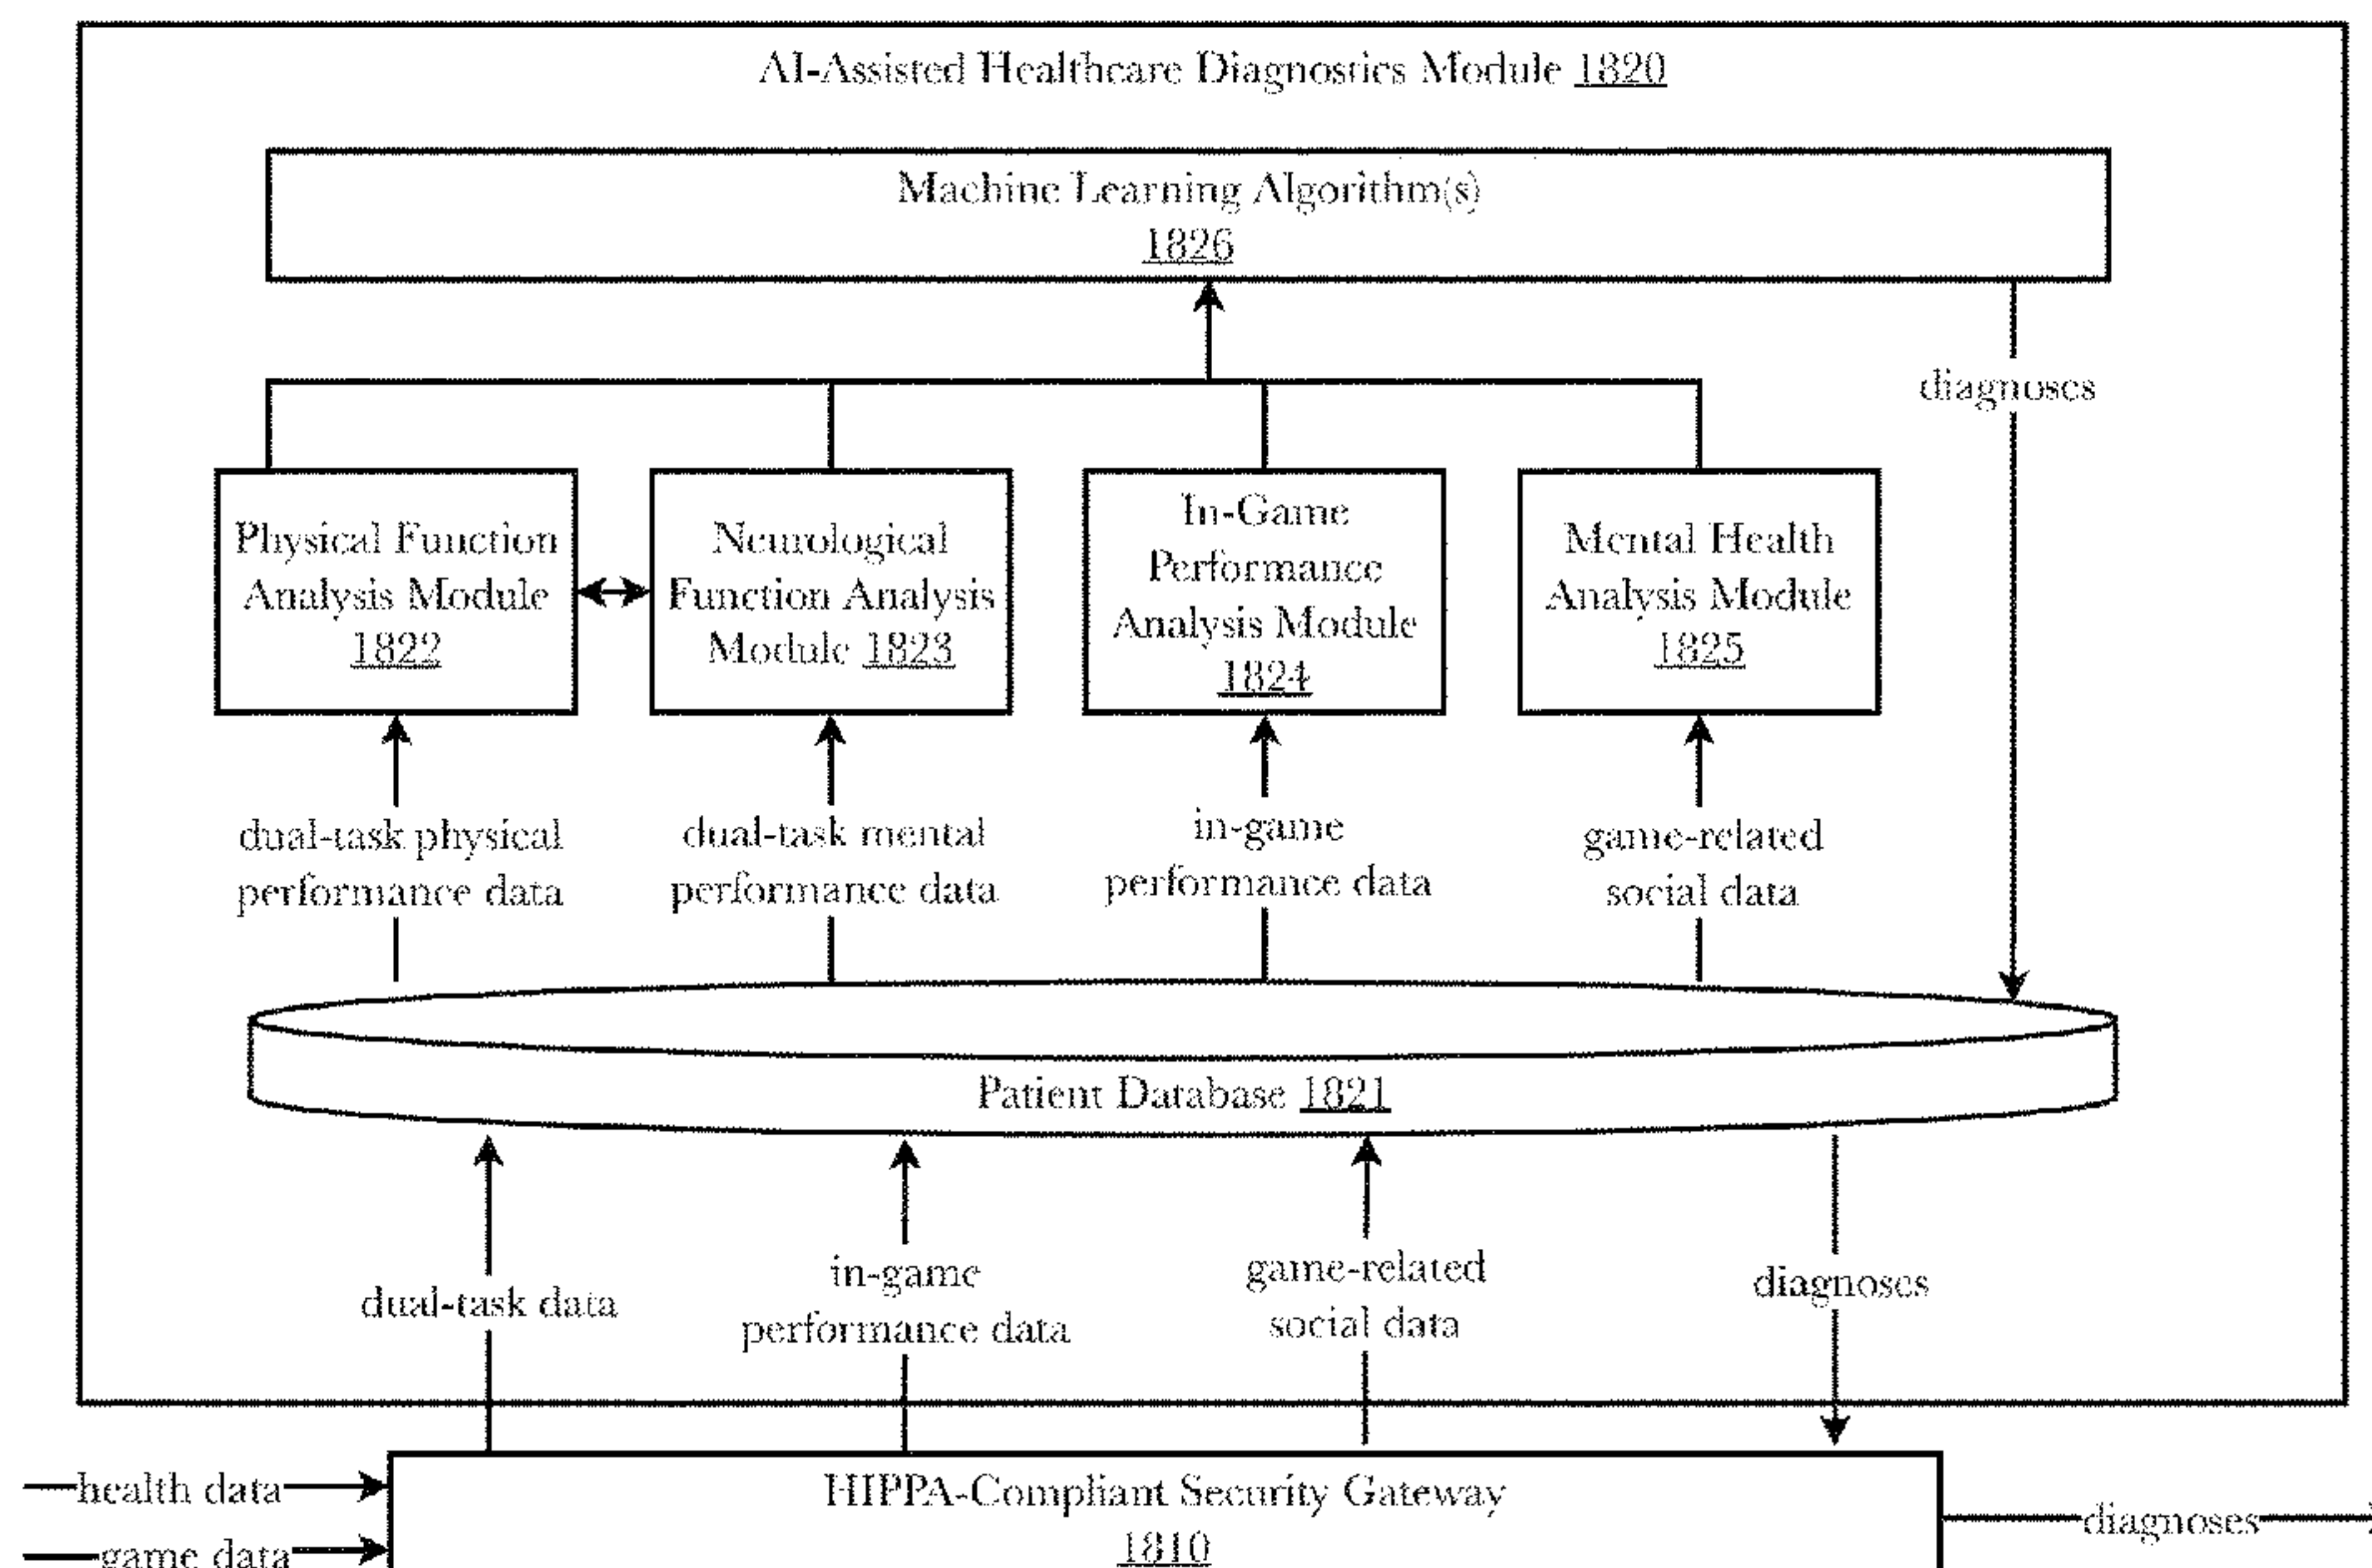 AI-Assisted Healthcare Diagnostics Module 1820
Machine Learning Algorithm(s)
1826
diagnoses
Physical Function
Analysis Module
1822
Neurological
Function Analysis
Module 1823
In-Game
Performance
Analysis Module
1824
Mental Health
Analysis Module
1825
dual-task physical
performance data
dual-task mental
performance data
in-game
performance data
game-related
social data
Patient Database 1821
dual-task data
in-game
performance data
game-related
social data
diagnoses
health data
game data
HIPPA-Compliant Security Gateway
1810
diagnoses